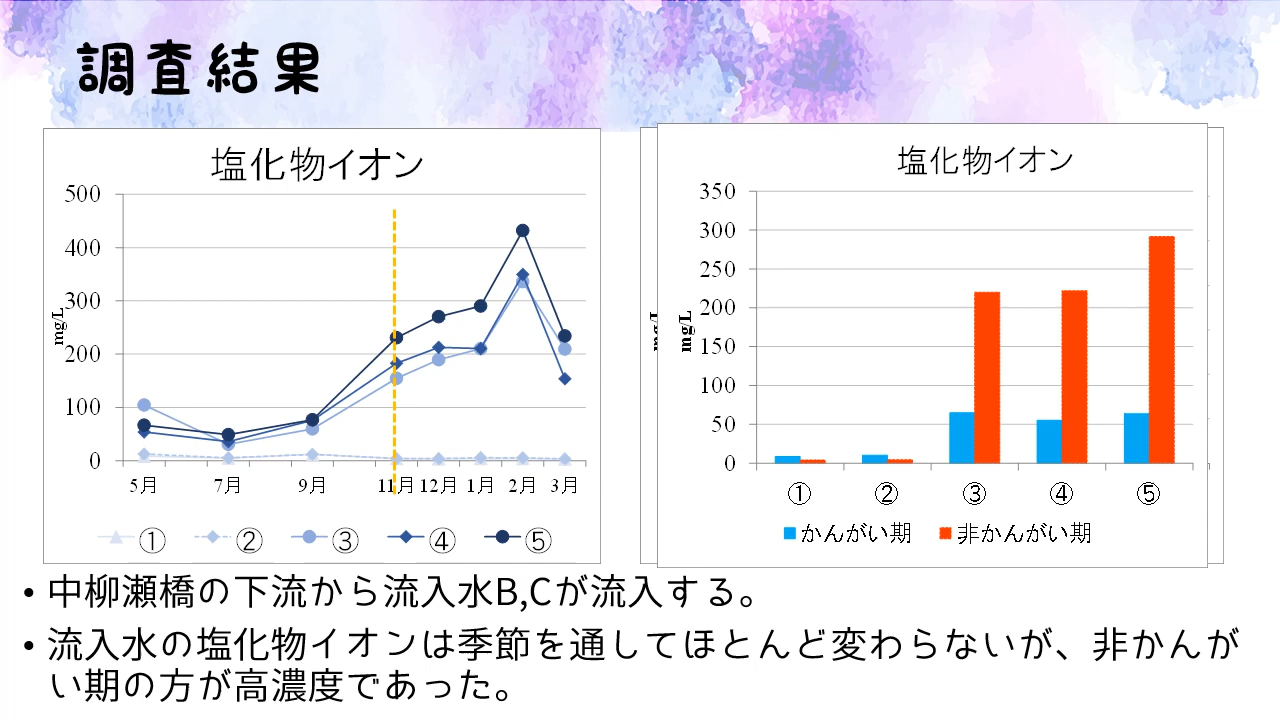 調査結果
塩化物イオン
500
400
300
200
100
0
mg/L
5月 7月 9月 11月 12月 1月 2月 3月
① ② ③ ④ ⑤
塩化物イオン
350
300
250
200
150
100
50
0
mg/L
mg/L
① ② ③ ④ ⑤
かんがい期 非かんがい期
• 中柳瀬橋の下流から流入水B,Cが流入する。
• 流入水の塩化物イオンは季節を通してほとんど変わらないが、非かんが
い期の方が高濃度であった。